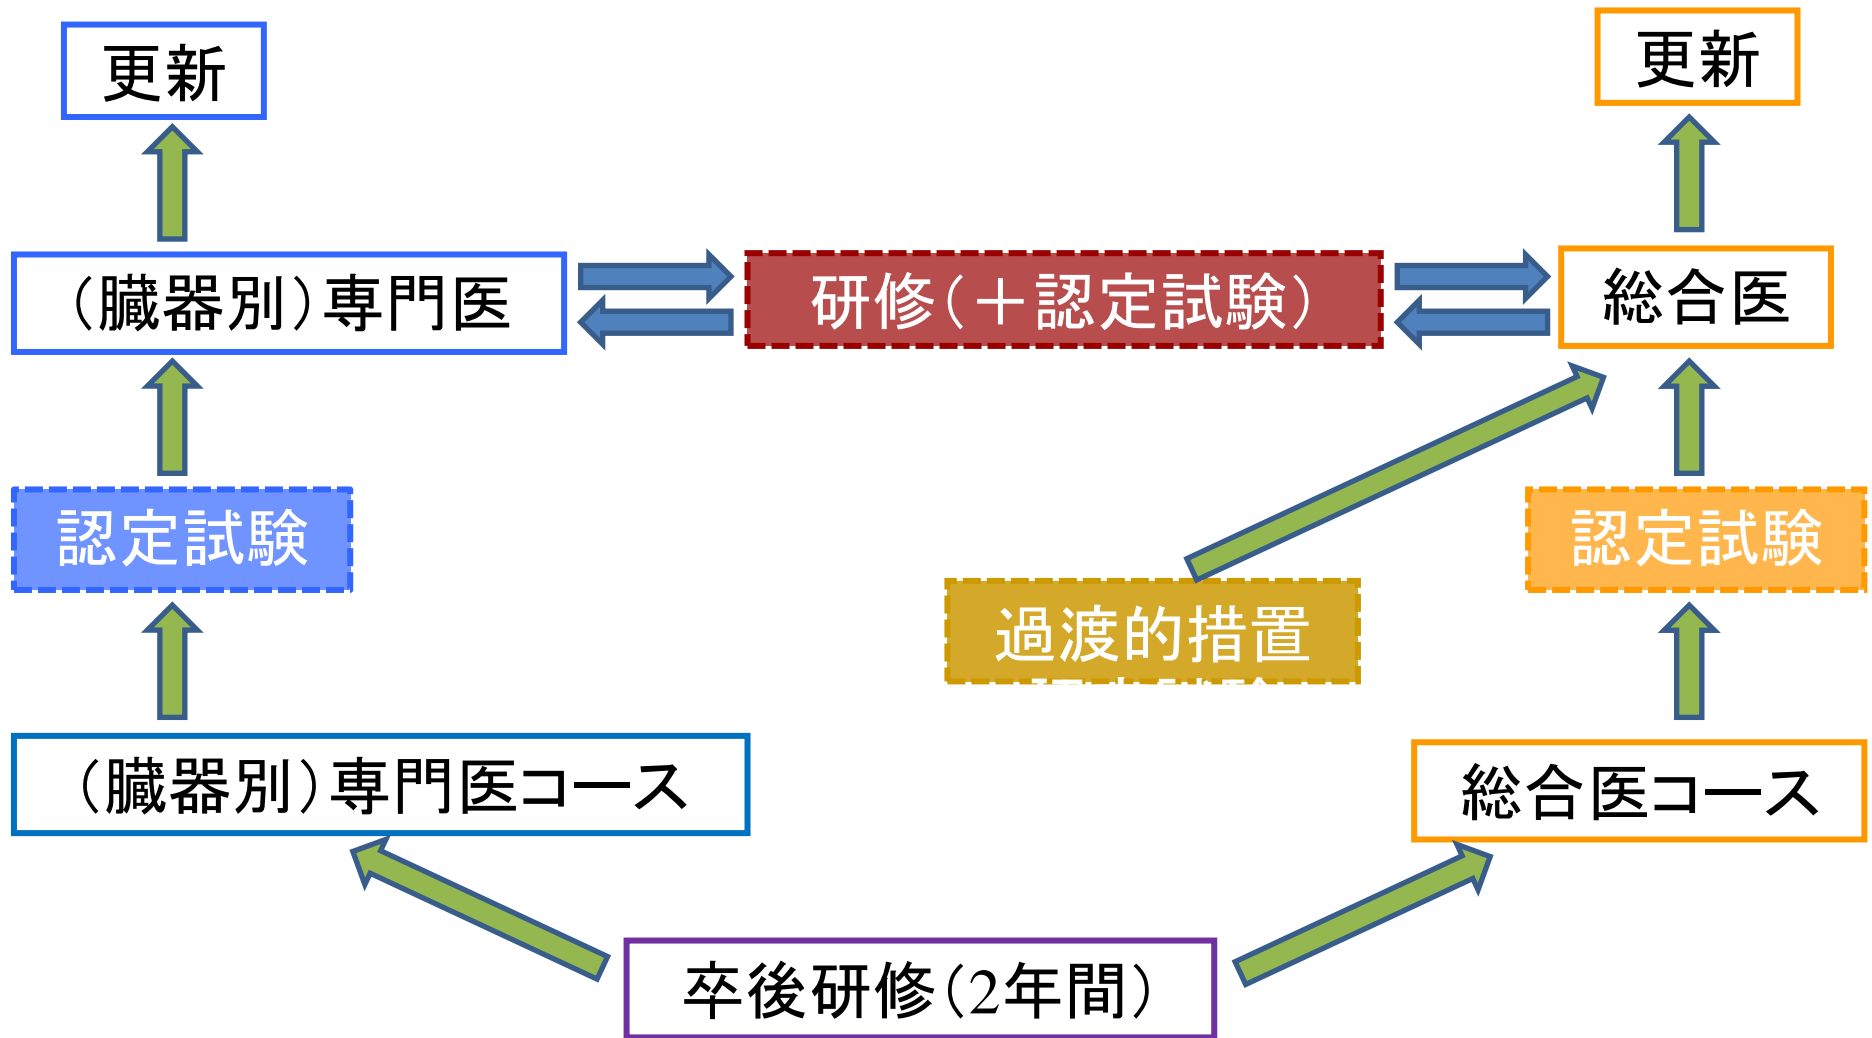 更新
更新
（臓器別）専門医
研修（＋認定試験）
総合医
認定試験
認定試験
過渡的措置
（臓器別）専門医コース
総合医コース
卒後研修（2年間）